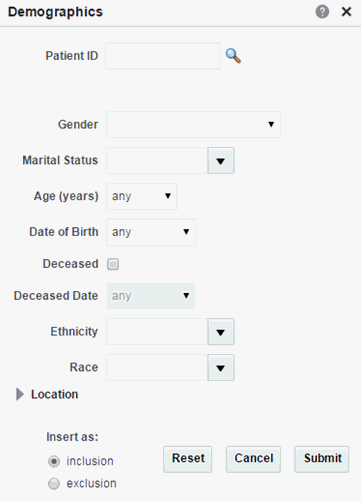 Demographics ?
Patient ID
Gender
Marital Status
Age (years) any
Date of Birth any
Deceased
Deceased Date any
Ethnicity
Race
Location
Insert as:
inclusion
exclusion
Reset Cancel Submit